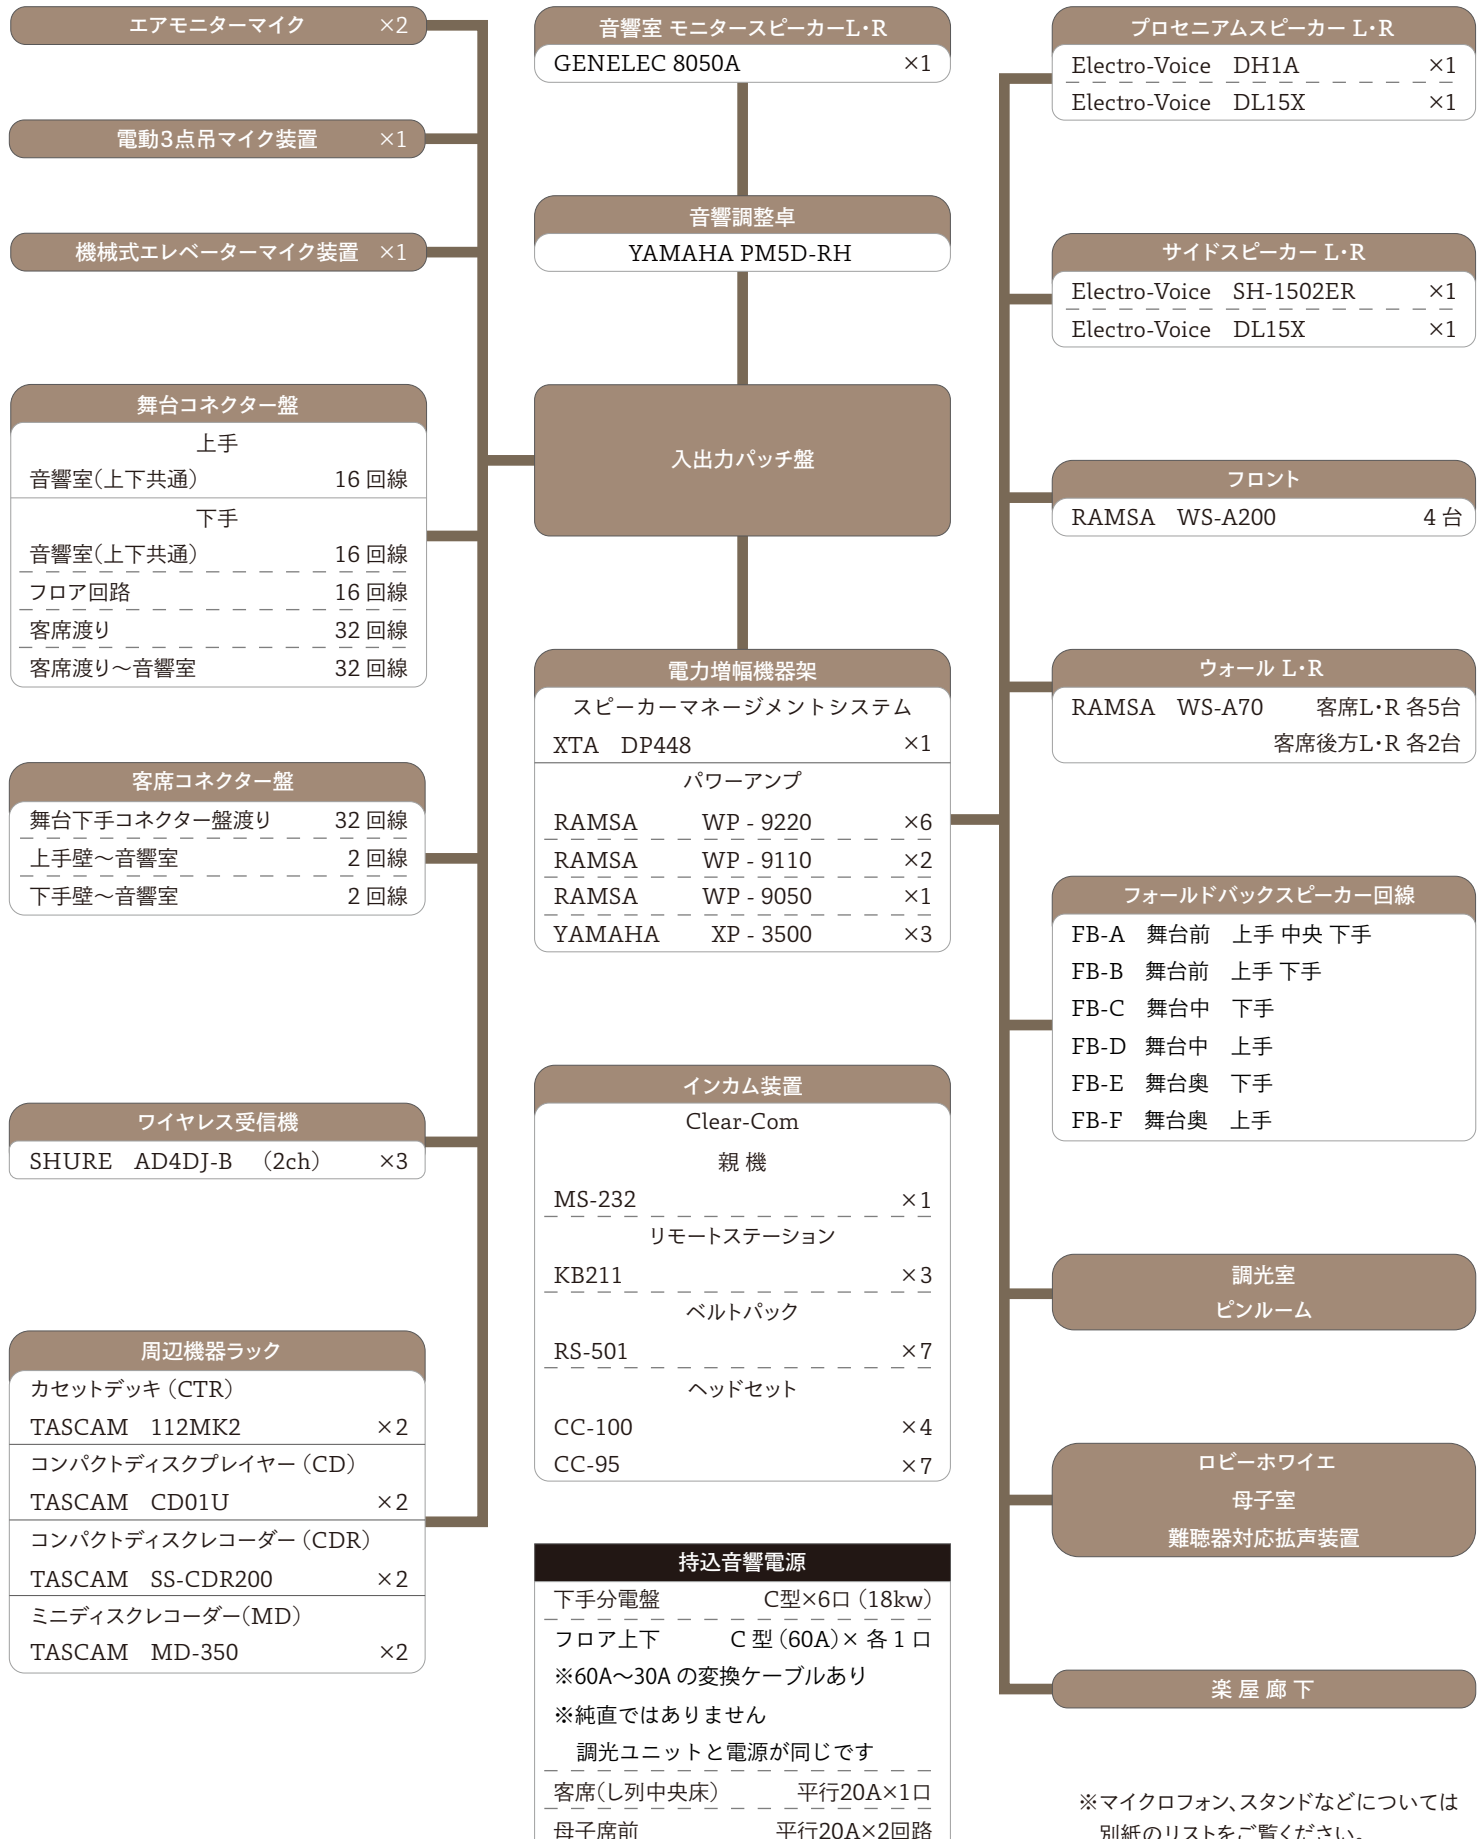 エアモニターマイク ×2
電動3点吊マイク装置 ×1
機械式エレベーターマイク装置 ×1
舞台コネクター盤
上手
音響室(上下共通) 16 回線
下手
音響室(上下共通) 16 回線
フロア回路 16 回線
客席渡り 32 回線
客席渡り～音響室 32 回線
客席コネクター盤
舞台下手コネクター盤渡り 32 回線
上手壁～音響室 2 回線
下手壁～音響室 2 回線
ワイヤレス受信機
SHURE AD4DJ-B (2ch) ×3
周辺機器ラック
カセットデッキ (CTR)
TASCAM 112MK2 ×2
コンパクトディスクプレイヤー (CD)
TASCAM CD01U ×2
コンパクトディスクレコーダー (CDR)
TASCAM SS-CDR200 ×2
ミニディスクレコーダー(MD)
TASCAM MD-350 ×2
音響室 モニタースピーカーL・R
GENELEC 8050A ×1
音響調整卓
YAMAHA PM5D-RH
入出力パッチ盤
電力増幅機器架
スピーカーマネージメントシステム
XTA DP448 ×1
パワーアンプ
RAMSA WP - 9220 ×6
RAMSA WP - 9110 ×2
RAMSA WP - 9050 ×1
YAMAHA XP - 3500 ×3
インカム装置
Clear-Com
親 機
MS-232 ×1
リモートステーション
KB211 ×3
ベルトパック
RS-501 ×7
ヘッドセット
CC-100 ×4
CC-95 ×7
持込音響電源
下手分電盤 C型×6口 (18kw)
フロア上下 C 型 (60A)× 各 1 口
※60A～30A の変換ケーブルあり
※純直ではありません
調光ユニットと電源が同じです
客席(し列中央床) 平行20A×1口
母子席前 平行20A×2回路
プロセニアムスピーカー L・R
Electro-Voice DH1A ×1
Electro-Voice DL15X ×1
サイドスピーカー L・R
Electro-Voice SH-1502ER ×1
Electro-Voice DL15X ×1
フロント
RAMSA WS-A200 4 台
ウォール L・R
RAMSA WS-A70 客席L・R 各5台
客席後方L・R 各2台
フォールドバックスピーカー回線
FB-A 舞台前 上手 中央 下手
FB-B 舞台前 上手 下手
FB-C 舞台中 下手
FB-D 舞台中 上手
FB-E 舞台奥 下手
FB-F 舞台奥 上手
調光室
ピンルーム
ロビーホワイエ
母子室
難聴器対応拡声装置
楽 屋 廊 下
※マイクロフォン、スタンドなどについては
別紙のリストをご覧ください。